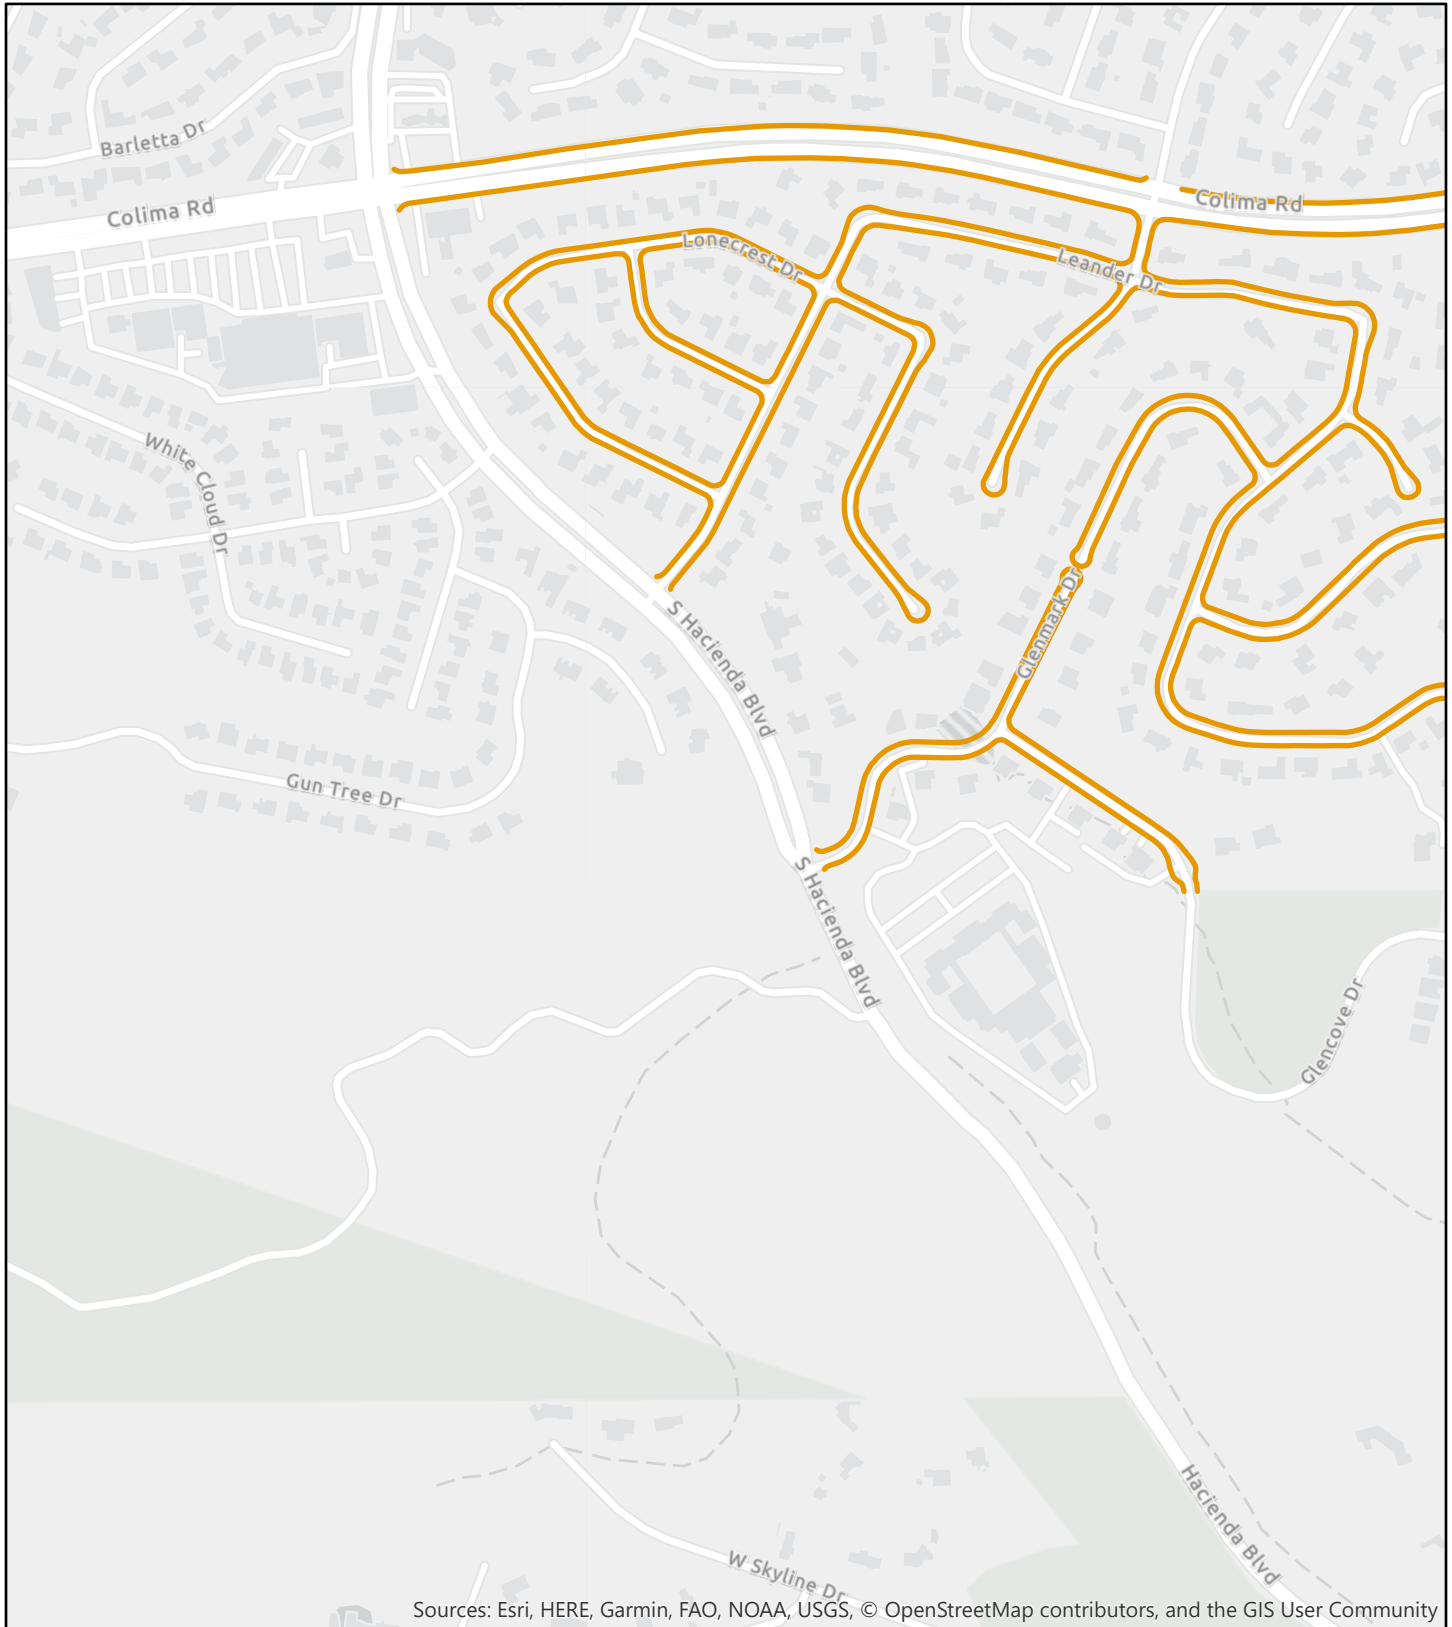 Barletta Dr
Colima Rd
Colima Rd
Lonecrest Dr
Leander Dr
White Cloud Dr
Glenmark Dr
S Hacienda Blvd
Gun Tree Dr
S Hacienda Blvd
Glencove Dr
Hacienda Blvd
W Skyline Dr
Sources: Esri, HERE, Garmin, FAO, NOAA, USGS, © OpenStreetMap contributors, and the GIS User Community